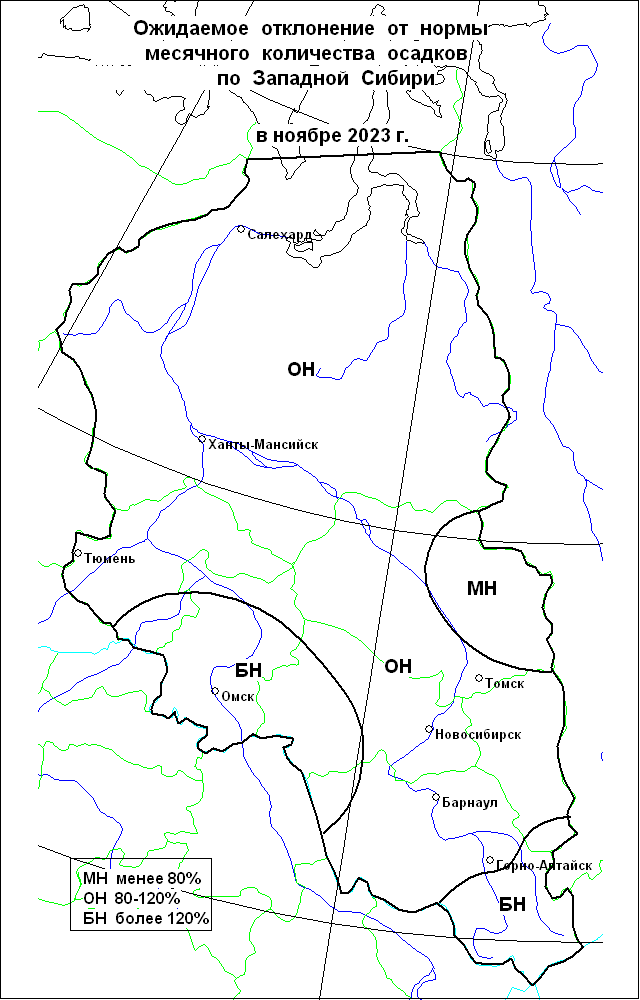 Ожидаемое отклонение от нормы
месячного количества осадков
по Западной Сибири
в ноябре 2023 г.
Салехард
ОН
Ханты-Мансийск
Тюмень
МН
ОН
БН
Томск
Омск
Новосибирск
Барнаул
Горно-Алтайск
БН
МН менее 80%
ОН 80-120%
БН более 120%